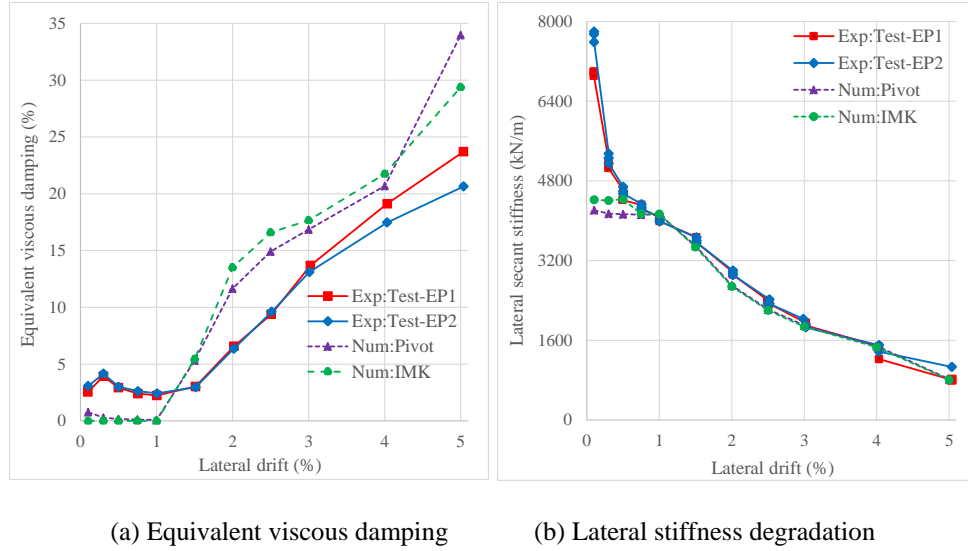 35
30
25
20
15
10
5
0
Equivalent viscous damping (%)
Exp:Test-EP1
Exp:Test-EP2
Num:Pivot
Num:IMK
0 1 2 3 4 5
Lateral drift (%)
8000
6400
4800
3200
1600
0
Lateral secant stiffness (kN/m)
Exp:Test-EP1
Exp:Test-EP2
Num:Pivot
Num:IMK
0 1 2 3 4 5
Lateral drift (%)
(a) Equivalent viscous damping
(b) Lateral stiffness degradation